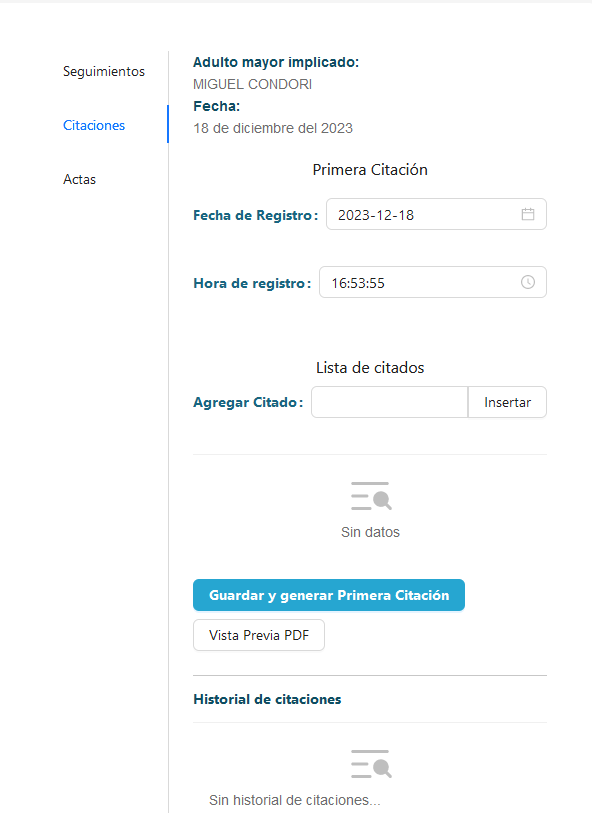 Seguimientos
Citaciones
Actas
Adulto mayor implicado:
MIGUEL CONDORI
Fecha:
18 de diciembre del 2023
Primera Citación
Fecha de Registro: 2023-12-18
Hora de registro: 16:53:55
Lista de citados
Agregar Citado: Insertar
Sin datos
Guardar y generar Primera Citación
Vista Previa PDF
Historial de citaciones
Sin historial de citaciones...